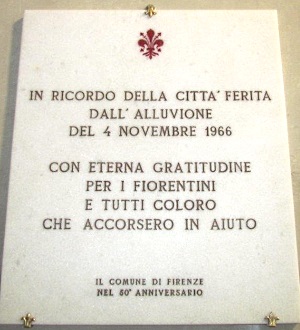 IN RICORDO DELLA CITTA' FERITA
DALL' ALLUVIONE
DEL 4 NOVEMBRE 1966
CON ETERNA GRATITUDINE
PER I FIORENTINI
E TUTTI COLORO
CHE ACCORSERO IN AIUTO
IL COMUNE DI FIRENZE
NEL 50° ANNIVERSARIO